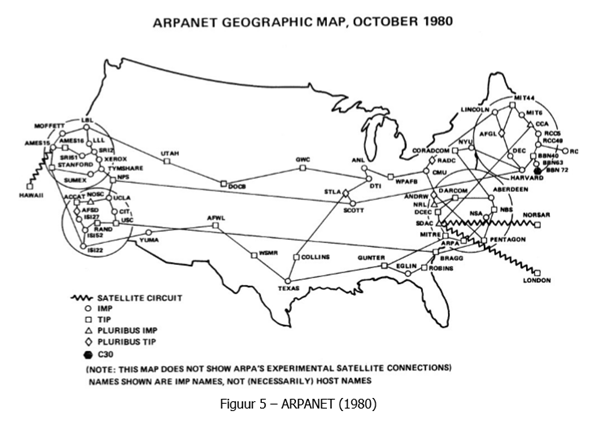 ARPANET GEOGRAPHIC MAP, OCTOBER 1980
MIT44
LINCOLN
MIT6
CCA
RCC5
RCC49
RC
AFGL
DEC
BBN40
BBN63
BBN 72
HARVARD
NYU
CORADCOM
RADC
CMU
MOFFETT
LBL
AMES15
AMES16
LLL
SRI2
SRI51
XEROX
STANFORD
TYMSHARE
SUMEX
NPS
HAWAII
UTAH
GWC
DOCB
ANL
DTI
WPAFB
STLA
SCOTT
ANDRW
DARCOM
ABERDEEN
NRL
DCEC
NBS
NSA
SDAC
NORSAR
MITRE
ARPA
PENTAGON
BRAGG
LONDON
ACCAT
NOSC
UCLA
AFSD
ISI27
CIT
RAND
USC
ISI52
ISI22
YUMA
AFWL
WSMR
COLLINS
TEXAS
GUNTER
EGLIN
ROBINS
SATELLITE CIRCUIT
IMP
TIP
PLURIBUS IMP
PLURIBUS TIP
C30
(NOTE: THIS MAP DOES NOT SHOW ARPA'S EXPERIMENTAL SATELLITE CONNECTIONS)
NAMES SHOWN ARE IMP NAMES, NOT (NECESSARILY) HOST NAMES
Figuur 5 – ARPANET (1980)